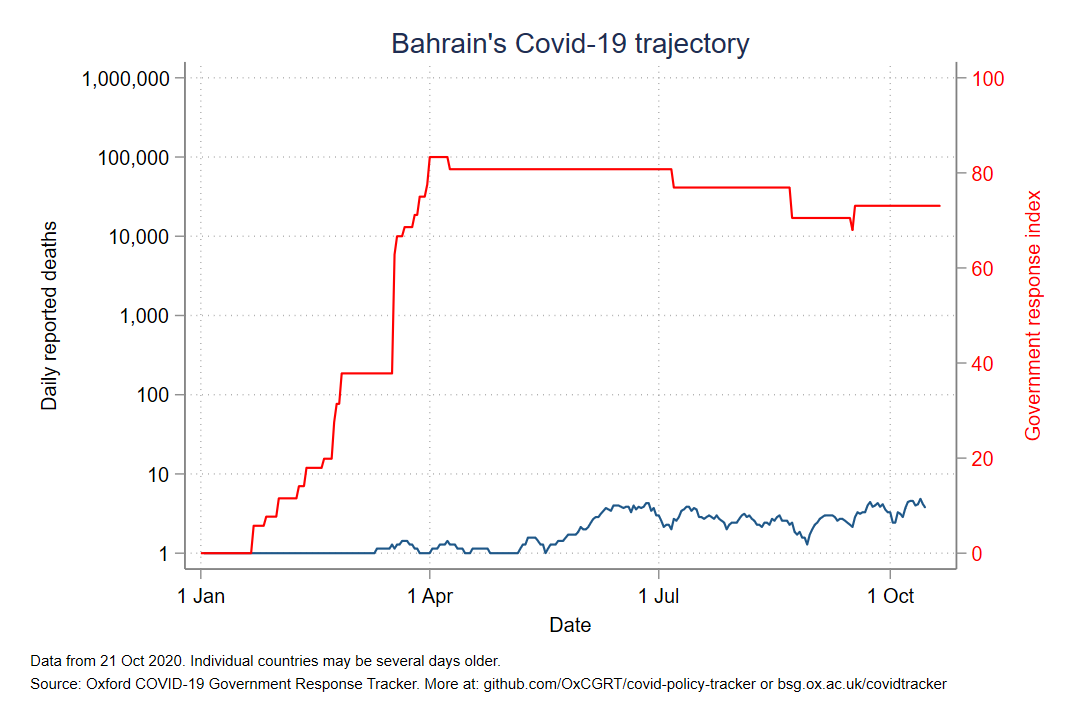 Bahrain's Covid-19 trajectory
1,000,000
100,000
10,000
1,000
100
10
1
Daily reported deaths
100
80
60
40
20
0
Government response index
1 Jan
1 Apr
1 Jul
1 Oct
Date
Data from 21 Oct 2020. Individual countries may be several days older.
Source: Oxford COVID-19 Government Response Tracker. More at: github.com/OxCGRT/covid-policy-tracker or bsg.ox.ac.uk/covidtracker